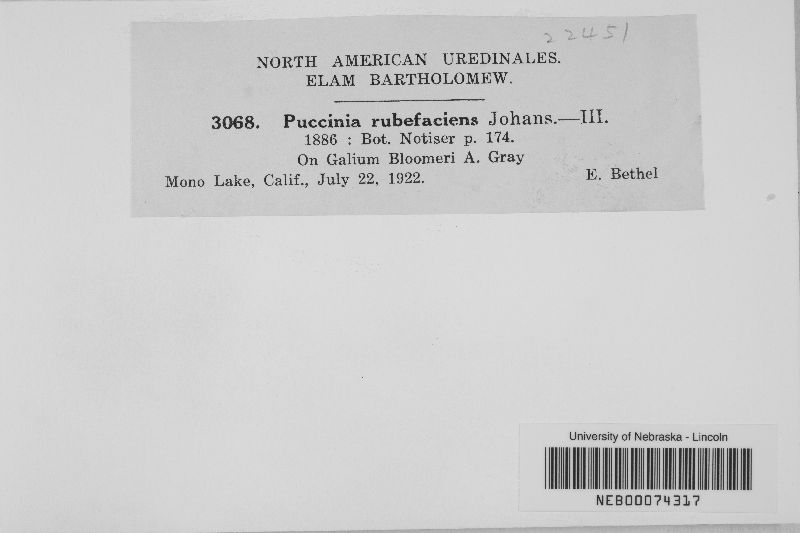 22451
NORTH AMERICAN UREDINALES.
ELAM BARTHOLOMEW.
3068. Puccinia rubefaciens Johans.—III.
1886 : Bot. Notiser p. 174.
On Galium Bloomeri A. Gray
Mono Lake, Calif., July 22, 1922. E. Bethel
University of Nebraska - Lincoln
NEB00074317